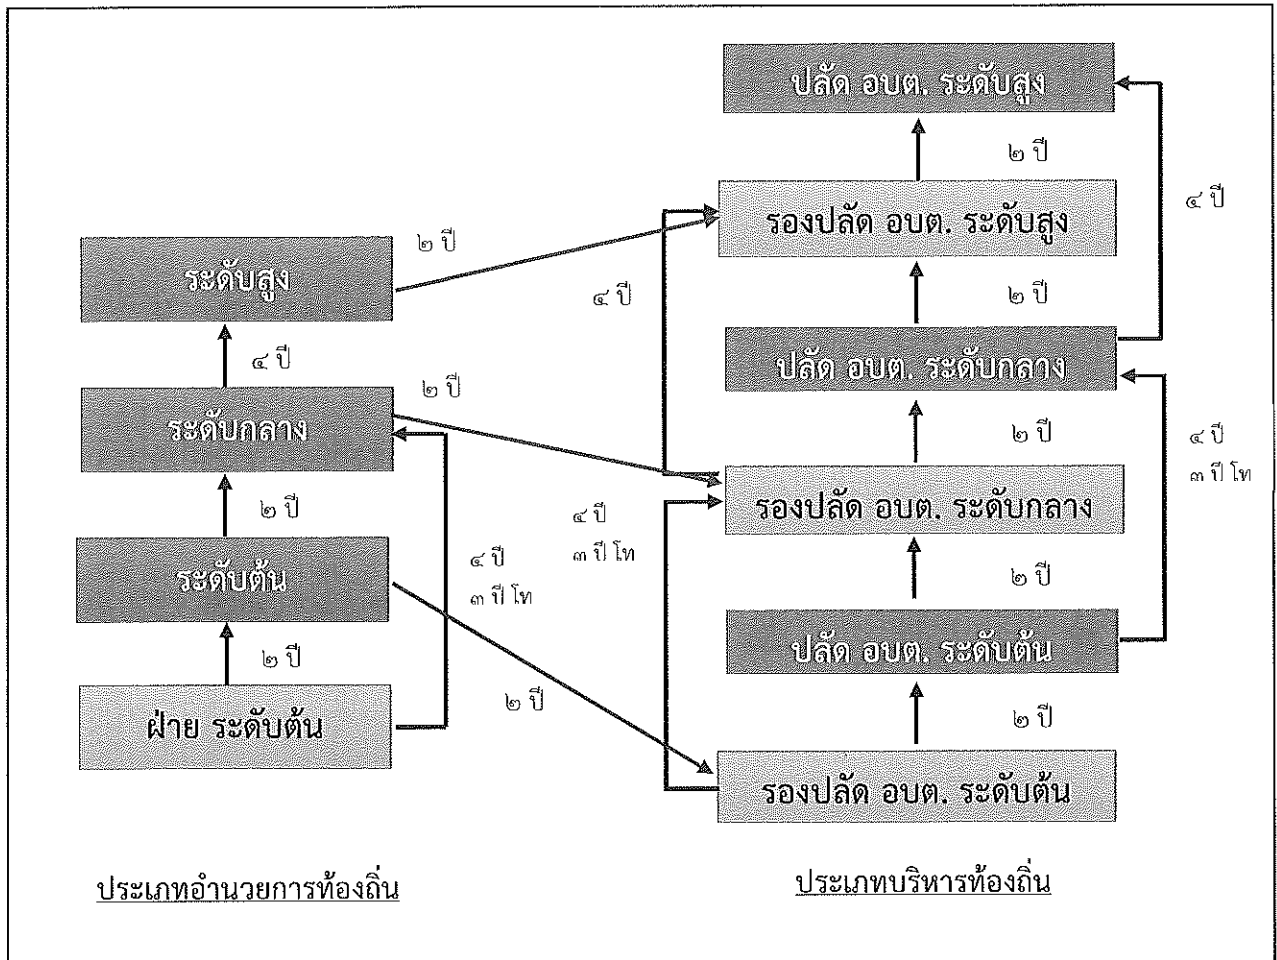 ปลัด อบต. ระดับสูง
๒ ปี
๔ ปี
รองปลัด อบต. ระดับสูง
๒ ปี
ระดับสูง
๔ ปี
๒ ปี
๔ ปี
ปลัด อบต. ระดับกลาง
๒ ปี
ระดับกลาง
๒ ปี
๔ ปี
๓ ปี โท
รองปลัด อบต. ระดับกลาง
๒ ปี
๔ ปี
๓ ปี โท
ระดับต้น
๔ ปี
๓ ปี โท
๒ ปี
ปลัด อบต. ระดับต้น
๒ ปี
ฝ่าย ระดับต้น
๒ ปี
๒ ปี
รองปลัด อบต. ระดับต้น
ประเภทอำนวยการท้องถิ่น
ประเภทบริหารท้องถิ่น